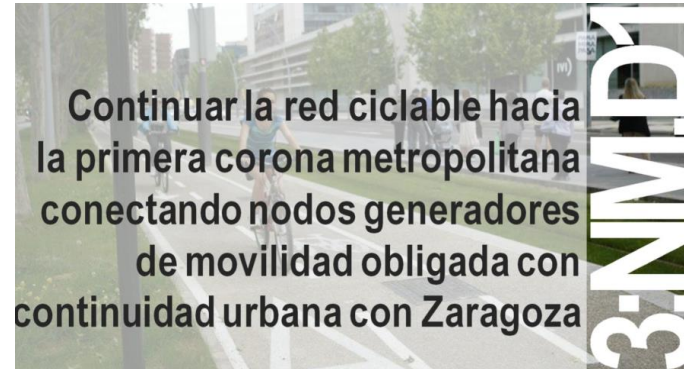 Continuar la red ciclable hacia
la primera corona metropolitana
conectando nodos generadores
de movilidad obligada con
continuidad urbana con Zaragoza
3:NM.D1